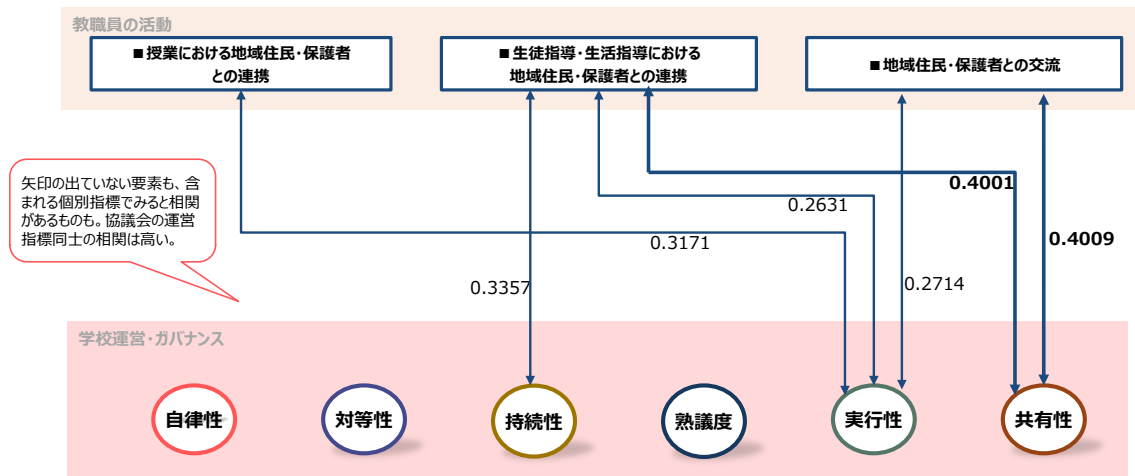 教職員の活動
■授業における地域住民・保護者
との連携
■生徒指導・生活指導における
地域住民・保護者との連携
■地域住民・保護者との交流
矢印の出ていない要素も、含
まれる個別指標でみると相関
があるものも。協議会の運営
指標同士の相関は高い。
0.4001
0.2631
0.3171
0.4009
0.3357
0.2714
学校運営・ガバナンス
自律性
対等性
持続性
熟議度
実行性
共有性